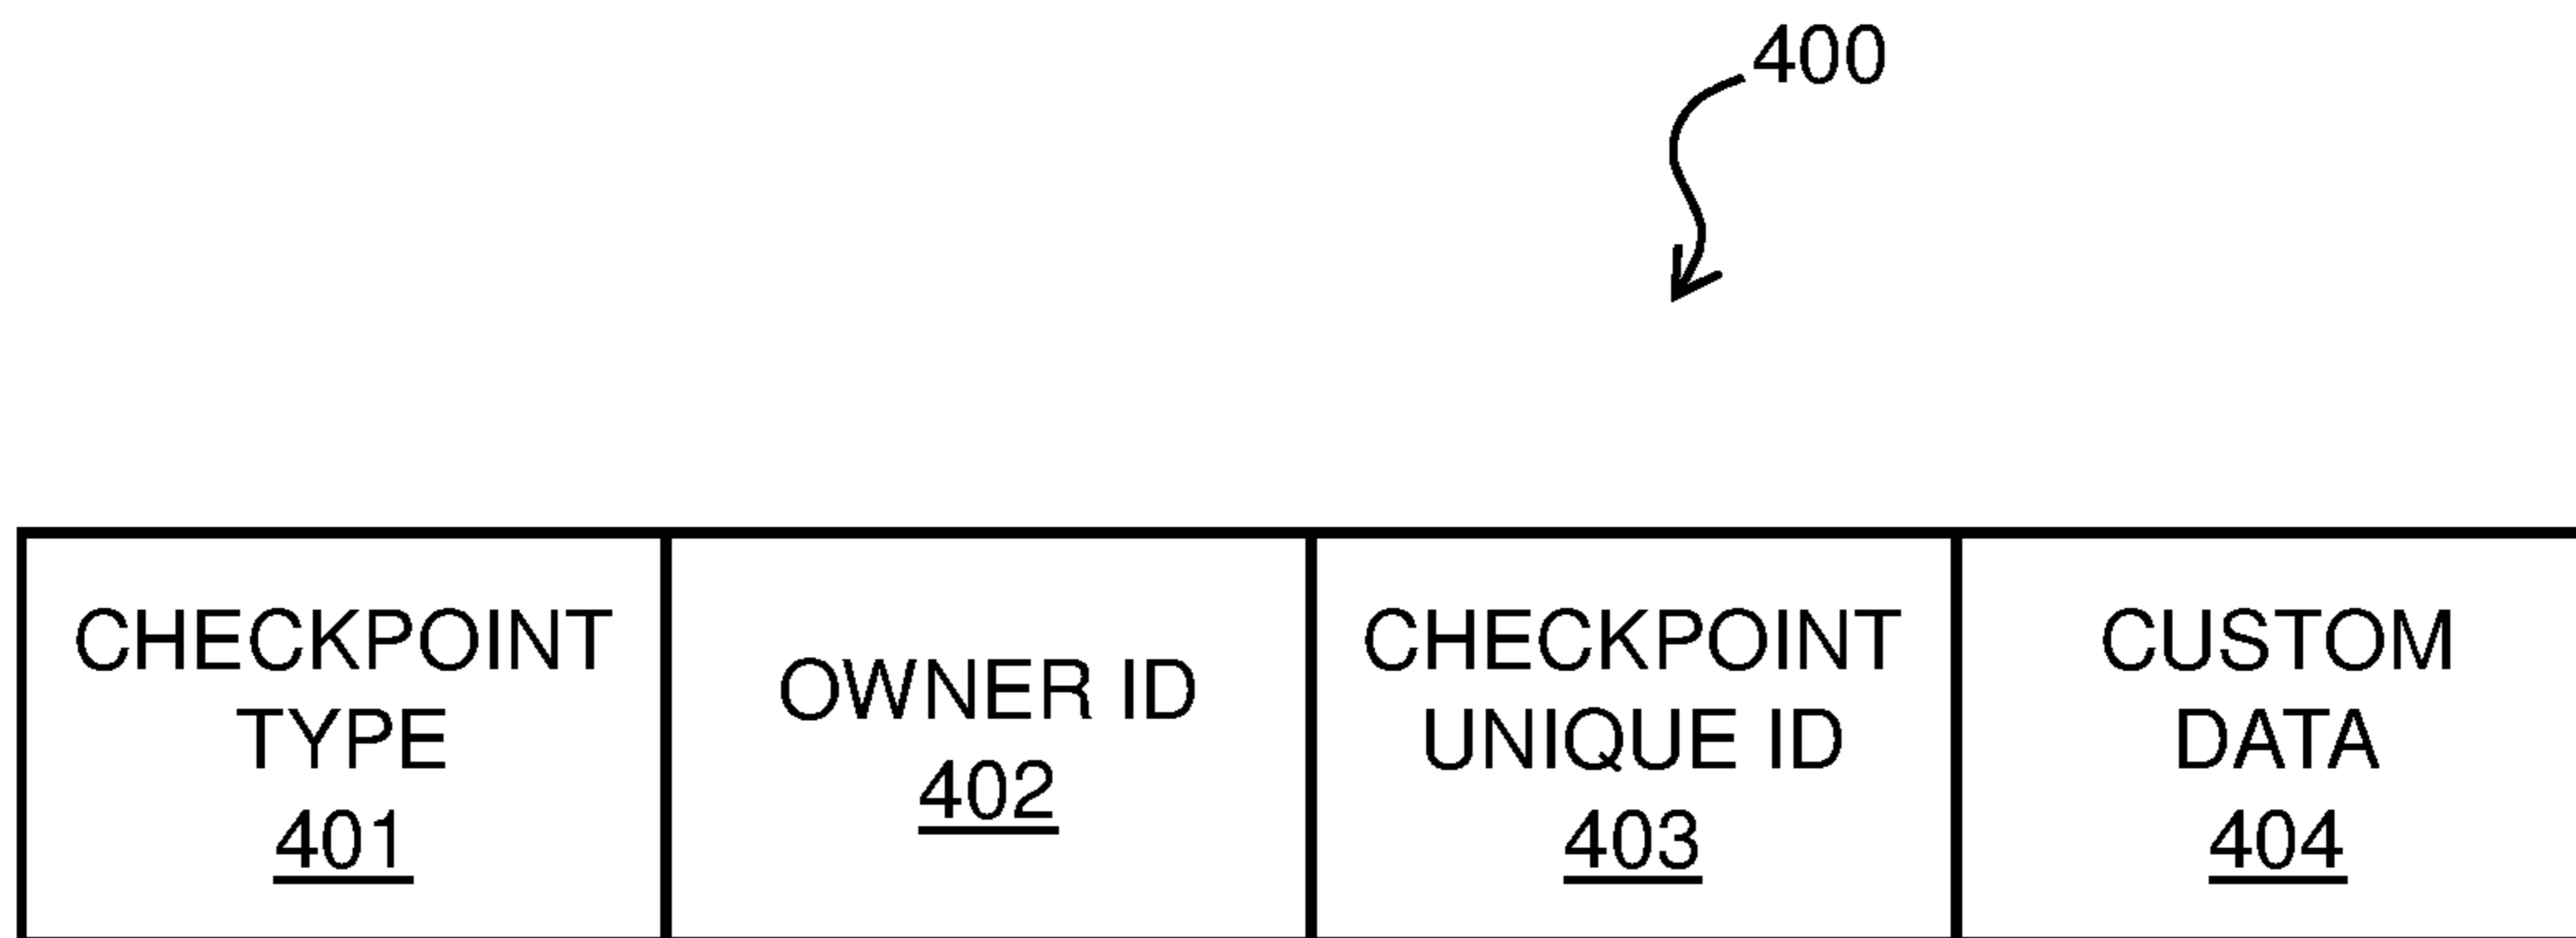 400
CHECKPOINT
TYPE
401
OWNER ID
402
CHECKPOINT
UNIQUE ID
403
CUSTOM
DATA
404